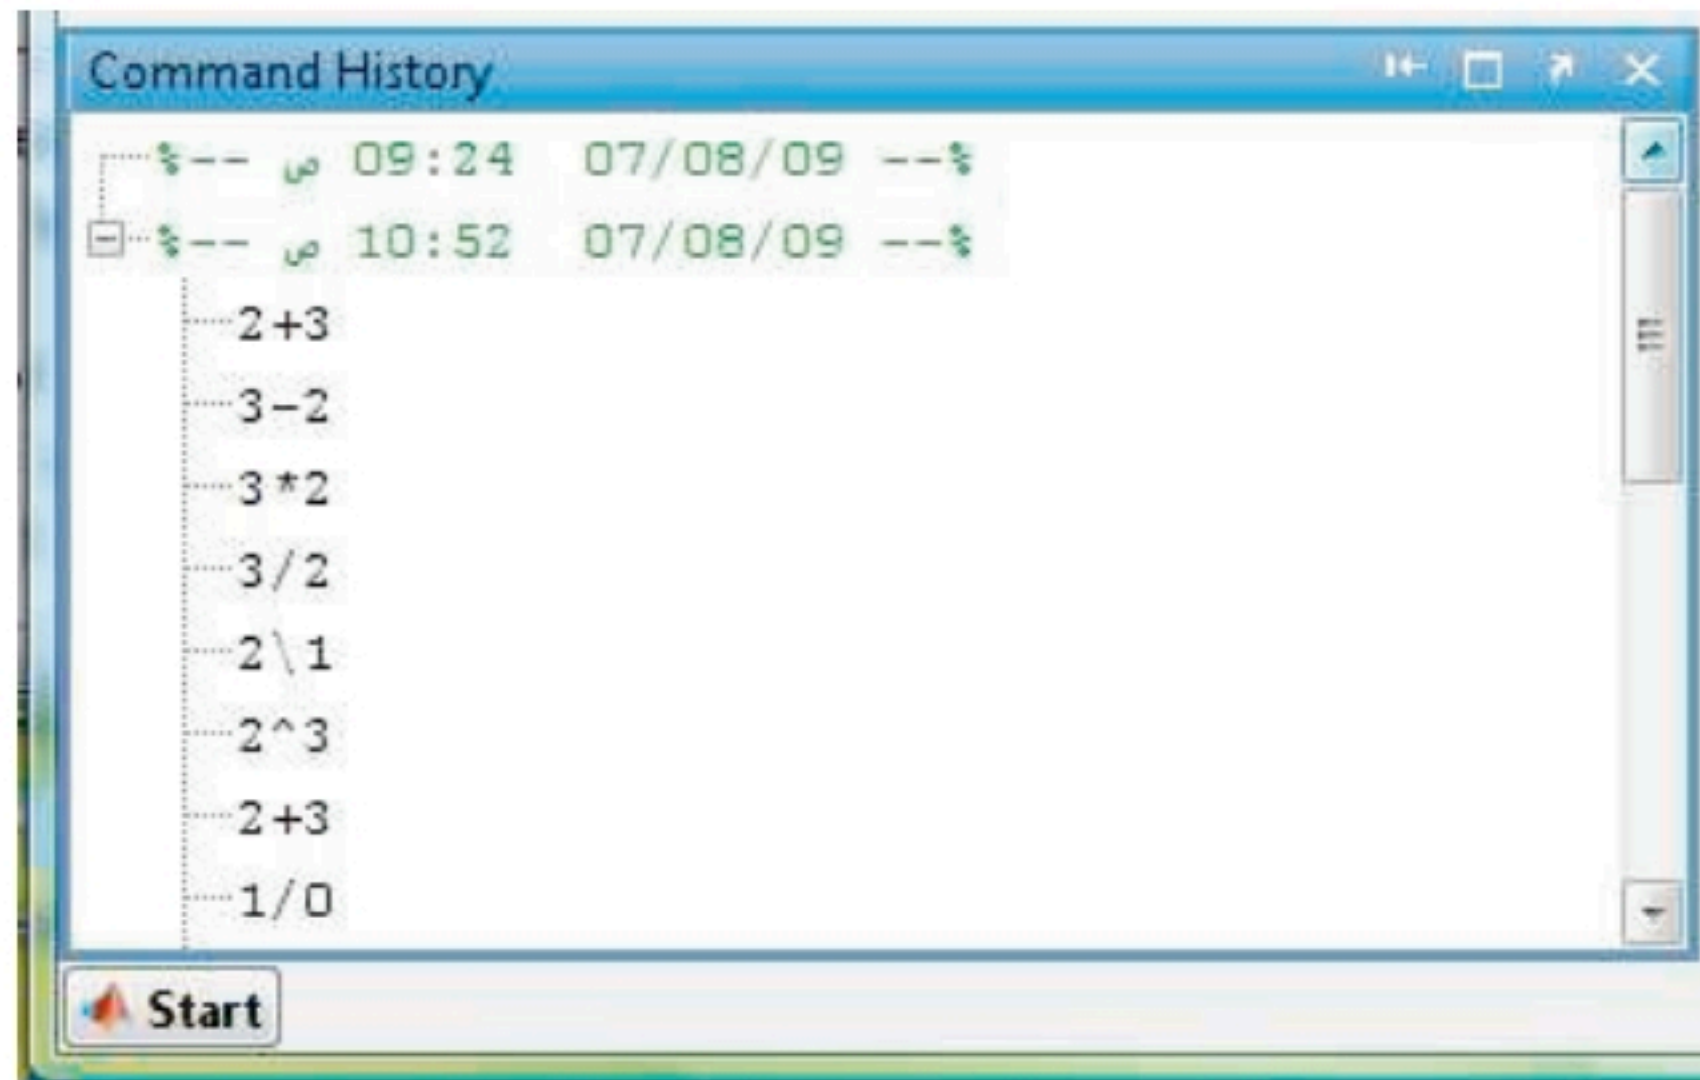 Command History
%-- ص 09:24 07/08/09 --%
%-- ص 10:52 07/08/09 --%
2+3
3-2
3*2
3/2
2\1
2^3
2+3
1/0
Start